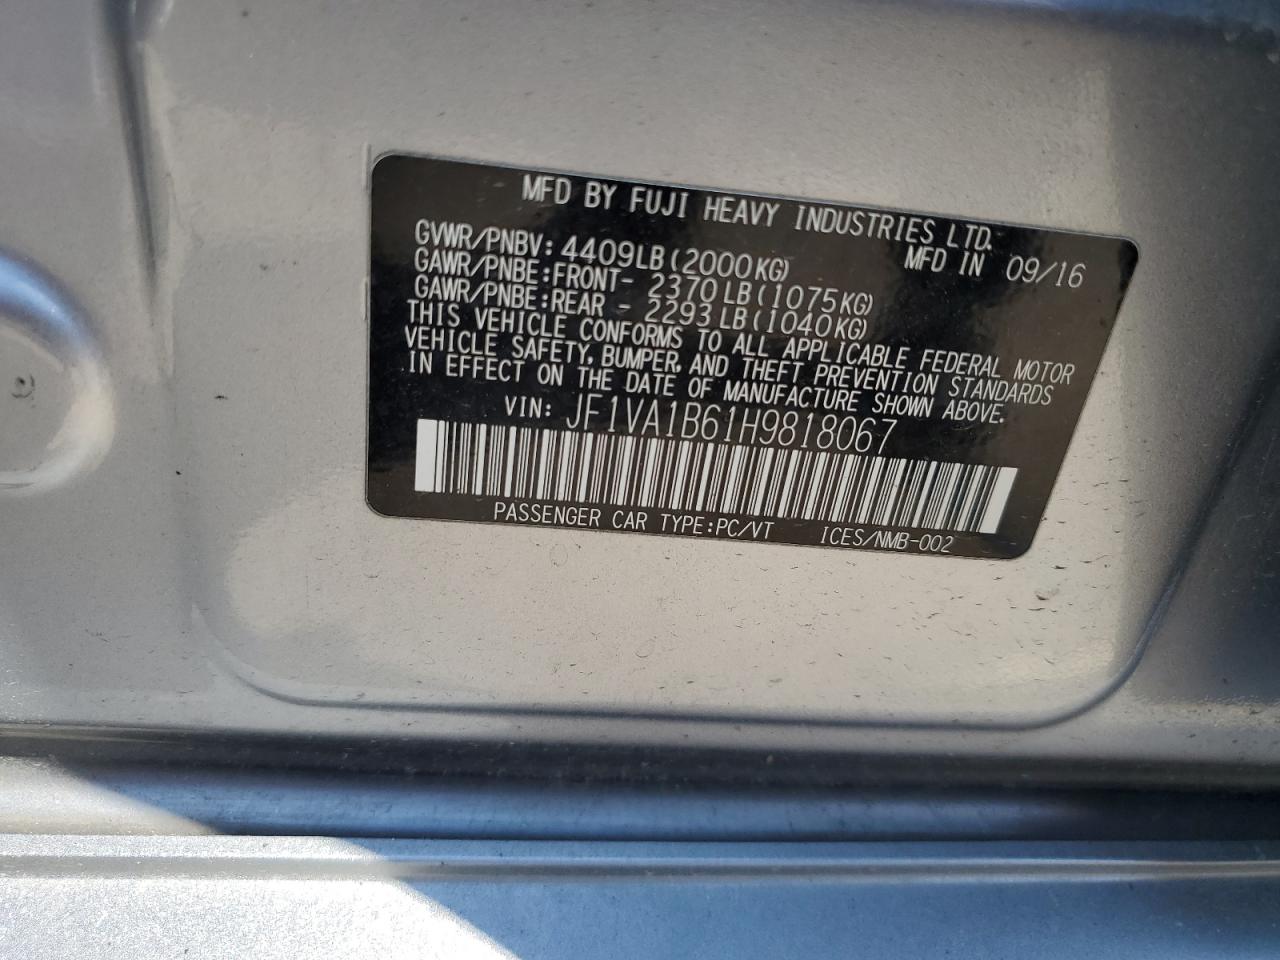 MFD BY FUJI HEAVY INDUSTRIES LTD.
GVWR/PNBV: 4409LB(2000KG) MFD IN 09/16
GAWR/PNBE:FRONT- 2370LB(1075KG)
GAWR/PNBE:REAR - 2293LB(1040KG)
THIS VEHICLE CONFORMS TO ALL APPLICABLE FEDERAL MOTOR
VEHICLE SAFETY, BUMPER, AND THEFT PREVENTION STANDARDS
IN EFFECT ON THE DATE OF MANUFACTURE SHOWN ABOVE.
VIN: JF1VA1B61H9818067
PASSENGER CAR TYPE:PC/VT ICES/NMB-002